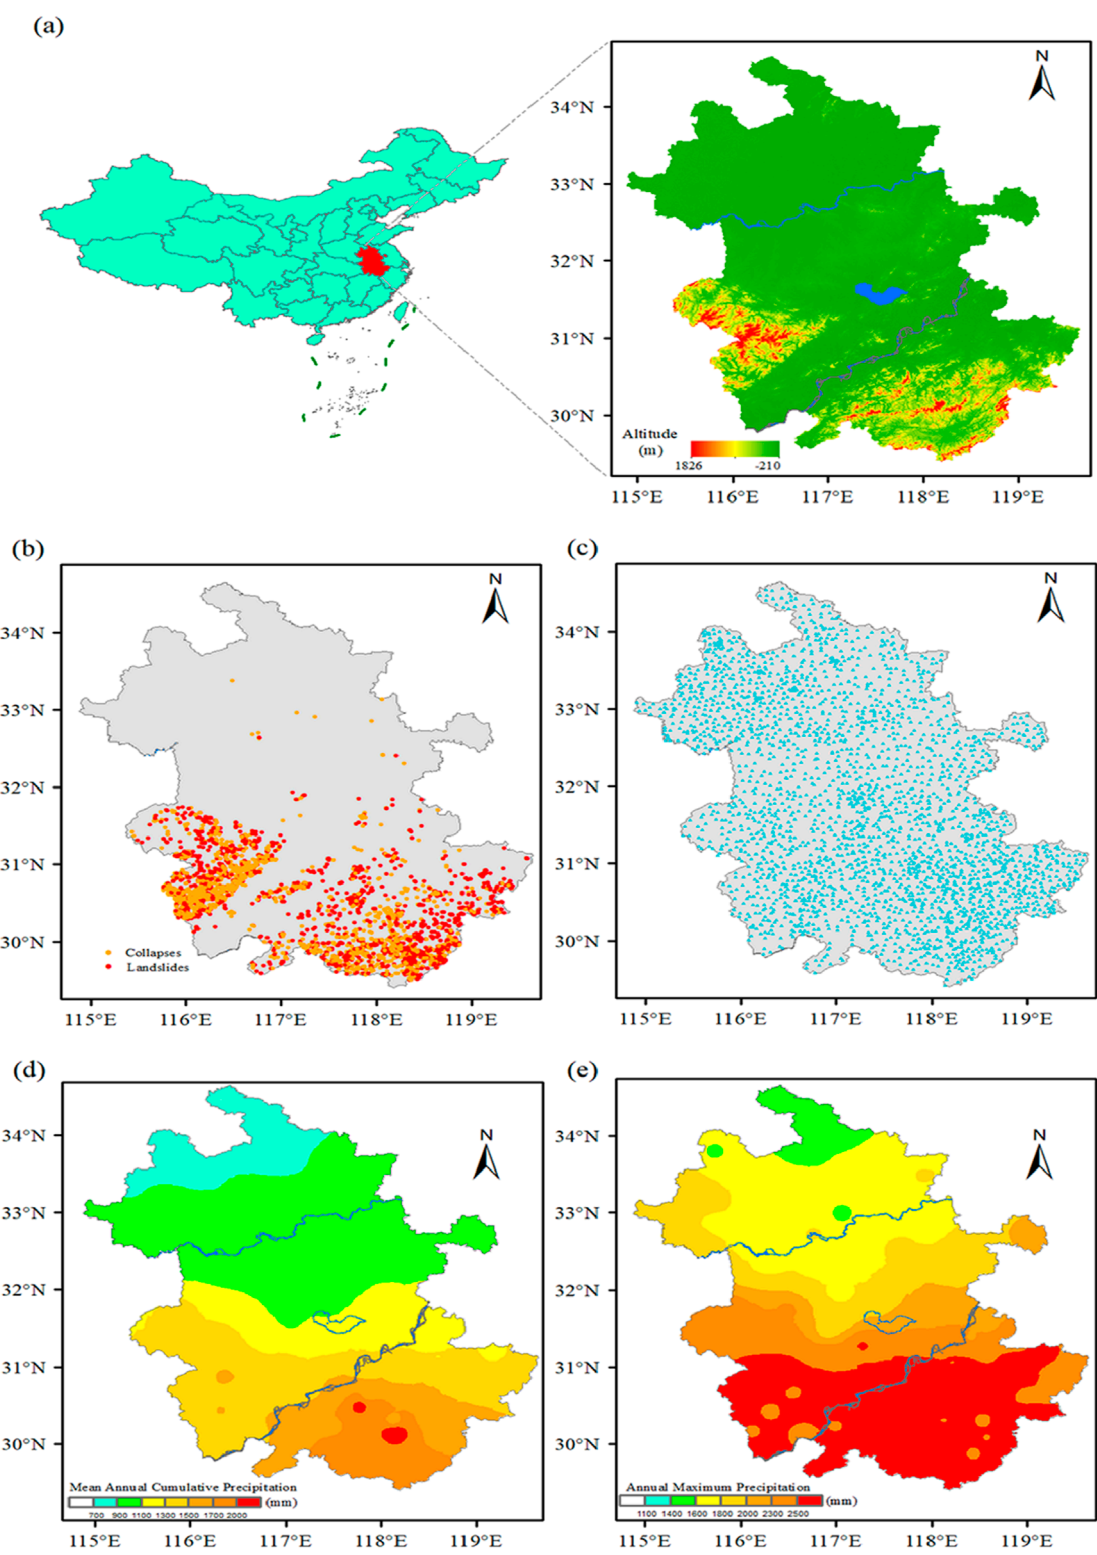 (a)
N
34°N
33°N
32°N
31°N
30°N
Altitude
(m)
1826 -210
115°E 116°E 117°E 118°E 119°E
(b)
N
34°N
33°N
32°N
31°N
30°N
Collapses
Landslides
115°E 116°E 117°E 118°E 119°E
(c)
N
34°N
33°N
32°N
31°N
30°N
115°E 116°E 117°E 118°E 119°E
(d)
N
34°N
33°N
32°N
31°N
30°N
Mean Annual Cumulative Precipitation
(mm)
700 900 1100 1300 1500 1700 2000
115°E 116°E 117°E 118°E 119°E
(e)
N
34°N
33°N
32°N
31°N
30°N
Annual Maximum Precipitation
(mm)
1100 1400 1600 1800 2000 2300 2500
115°E 116°E 117°E 118°E 119°E